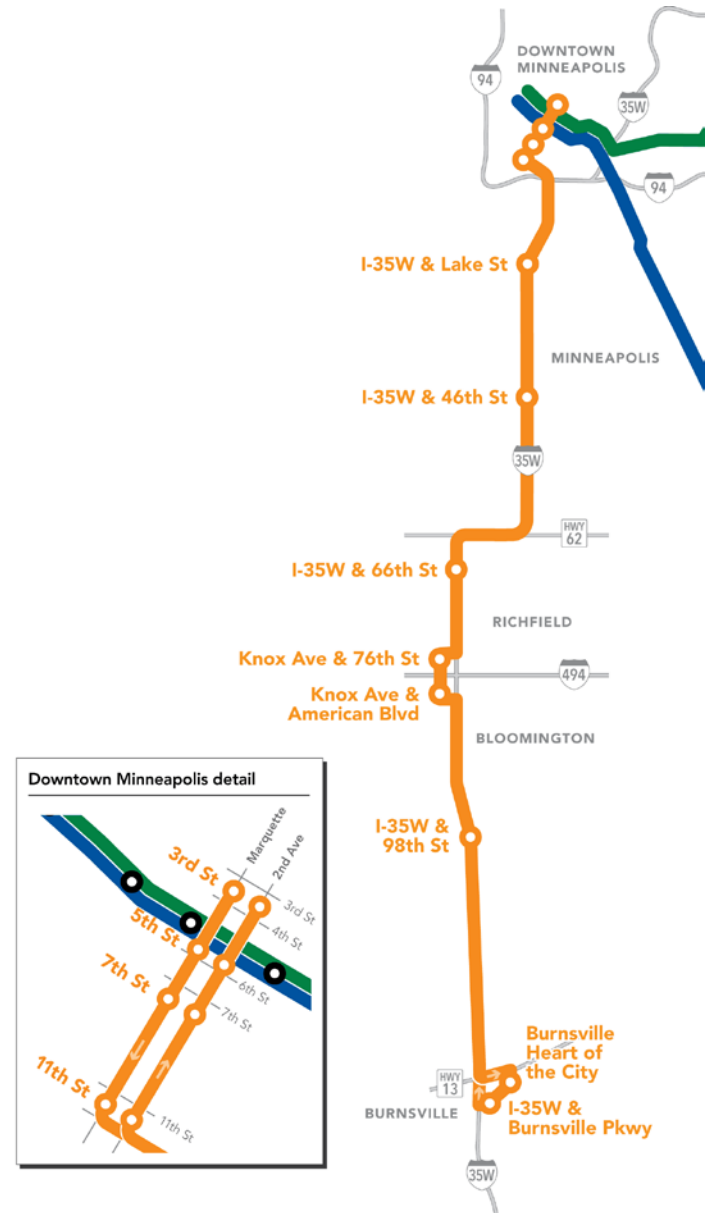 DOWNTOWN
MINNEAPOLIS
94
35W
94
I-35W & Lake St
MINNEAPOLIS
I-35W & 46th St
35W
HWY
62
I-35W & 66th St
RICHFIELD
Knox Ave & 76th St
494
Knox Ave &
American Blvd
BLOOMINGTON
I-35W &
98th St
Burnsville
Heart of
the City
HWY
13
BURNSVILLE
I-35W &
Burnsville Pkwy
35W
Downtown Minneapolis detail
Marquette
2nd Ave
3rd St
3rd St
4th St
5th St
6th St
7th St
7th St
11th St
11th St